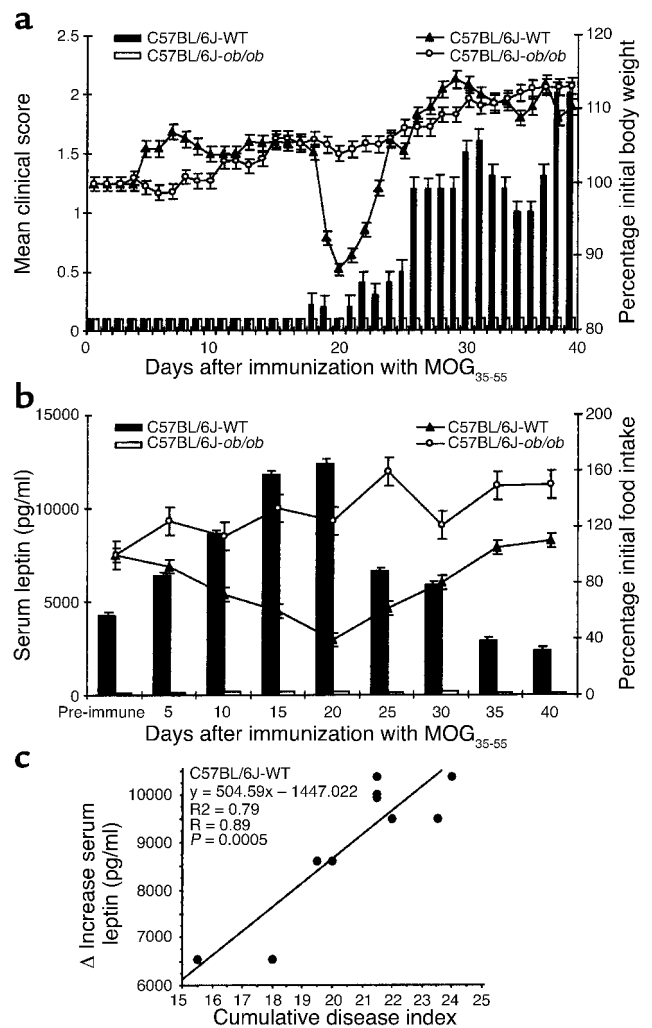 a
C57BL/6J-WT
C57BL/6J-ob/ob
C57BL/6J-WT
C57BL/6J-ob/ob
Mean clinical score
2.5
2
1.5
1
0.5
0
Percentage initial body weight
120
110
100
90
80
0 10 20 30 40
Days after immunization with MOG35-55
b
C57BL/6J-WT
C57BL/6J-ob/ob
C57BL/6J-WT
C57BL/6J-ob/ob
Serum leptin (pg/ml)
15000
10000
5000
0
Percentage initial food intake
200
160
120
80
40
0
Pre-immune 5 10 15 20 25 30 35 40
Days after immunization with MOG35-55
c
C57BL/6J-WT
y = 504.59x – 1447.022
R2 = 0.79
R = 0.89
P = 0.0005
Δ Increase serum
leptin (pg/ml)
10000
9000
8000
7000
6000
15 16 17 18 19 20 21 22 23 24 25
Cumulative disease index